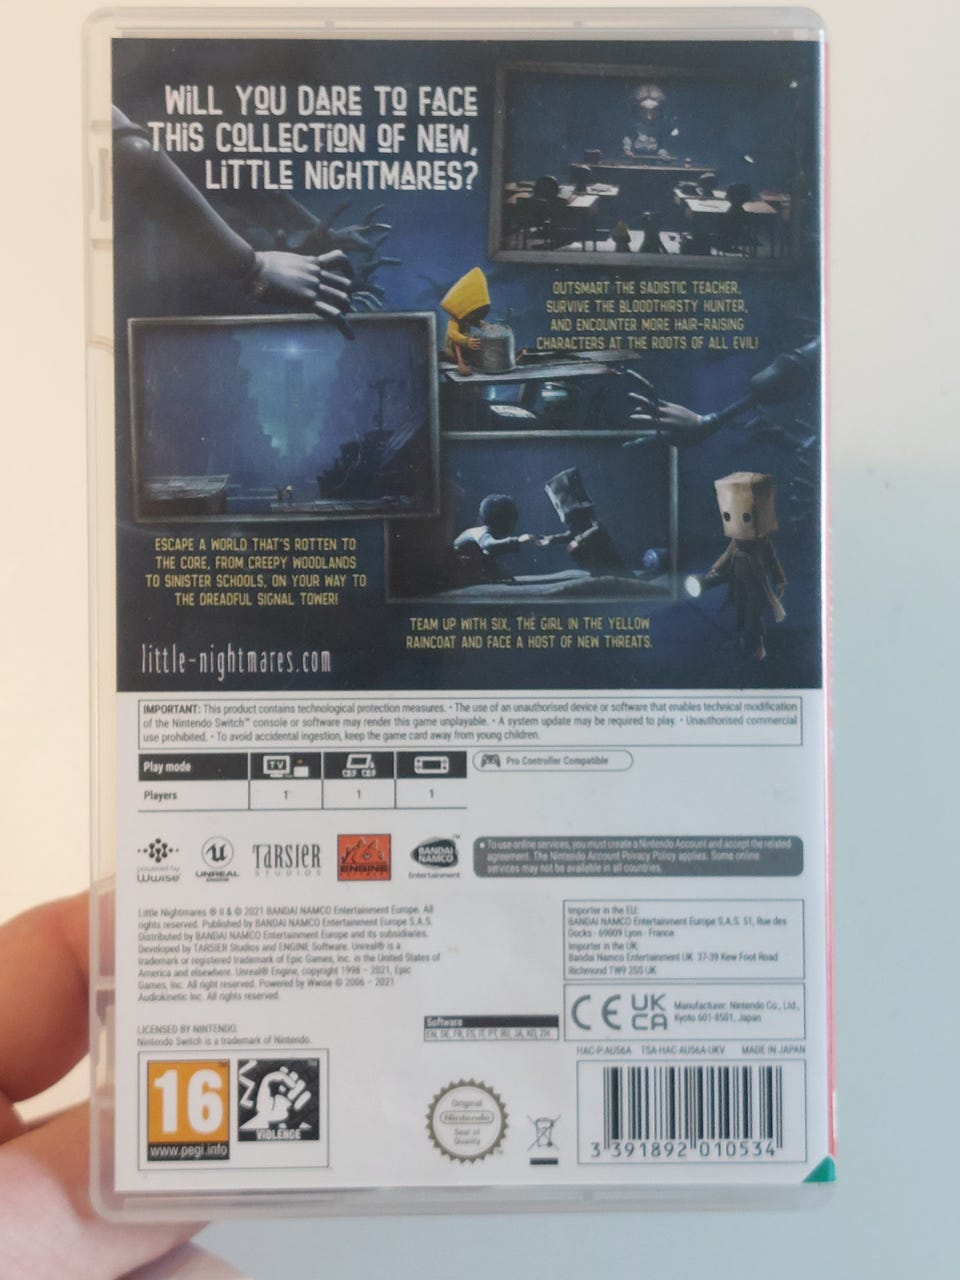 WILL YOU DARE TO FACE
THIS COLLECTION OF NEW,
LITTLE NIGHTMARES?
OUTSMART THE SADISTIC TEACHER,
SURVIVE THE BLOODTHIRSTY HUNTER,
AND ENCOUNTER MORE HAIR-RAISING
CHARACTERS AT THE ROOTS OF ALL EVIL!
ESCAPE A WORLD THAT'S ROTTEN TO
THE CORE, FROM CREEPY WOODLANDS
TO SINISTER SCHOOLS, ON YOUR WAY TO
THE DREADFUL SIGNAL TOWER!
TEAM UP WITH SIX, THE GIRL IN THE YELLOW
RAINCOAT AND FACE A HOST OF NEW THREATS.
little-nightmares.com
IMPORTANT: This product contains technological protection measures. • The use of an unauthorised device or software that enables technical modification
of the Nintendo Switch™ console or software may render this game unplayable. • A system update may be required to play. • Unauthorised commercial
use prohibited. • To avoid accidental ingestion, keep the game card away from young children.
Play mode TV
Pro Controller Compatible
Players 1 1 1
powered by
Wwise
UNREAL
ENGINE
TARSIER
STUDIOS
ENGINE
BANDAI
NAMCO
Entertainment
• To use online services, you must create a Nintendo Account and accept the related
agreement. The Nintendo Account Privacy Policy applies. Some online
services may not be available in all countries.
Little Nightmares ® II & © 2021 BANDAI NAMCO Entertainment Europe. All
rights reserved. Published by BANDAI NAMCO Entertainment Europe S.A.S.
Distributed by BANDAI NAMCO Entertainment Europe and its subsidiaries.
Developed by TARSIER Studios and ENGINE Software. Unreal® is a
trademark or registered trademark of Epic Games, Inc. in the United States of
America and elsewhere. Unreal® Engine, copyright 1998 – 2021, Epic
Games, Inc. All right reserved. Powered by Wwise © 2006 – 2021
Audiokinetic Inc. All rights reserved.
Importer in the EU:
BANDAI NAMCO Entertainment Europe S.A.S. 51, Rue des
Docks - 69009 Lyon - France
Importer in the UK:
Bandai Namco Entertainment UK 37-39 Kew Foot Road
Richmond TW9 2SS UK
CE UK
CA
Manufacturer: Nintendo Co., Ltd.,
Kyoto 601-8501, Japan
LICENSED BY NINTENDO.
Nintendo Switch is a trademark of Nintendo.
Software
EN, DE, FR, ES, IT, PT, RU, JA, KO, ZH
HAC-P-AU56A TSA-HAC-AU56A-UKV MADE IN JAPAN
16
www.pegi.info
VIOLENCE
Original
Nintendo
Seal of
Quality
3 391892 010534